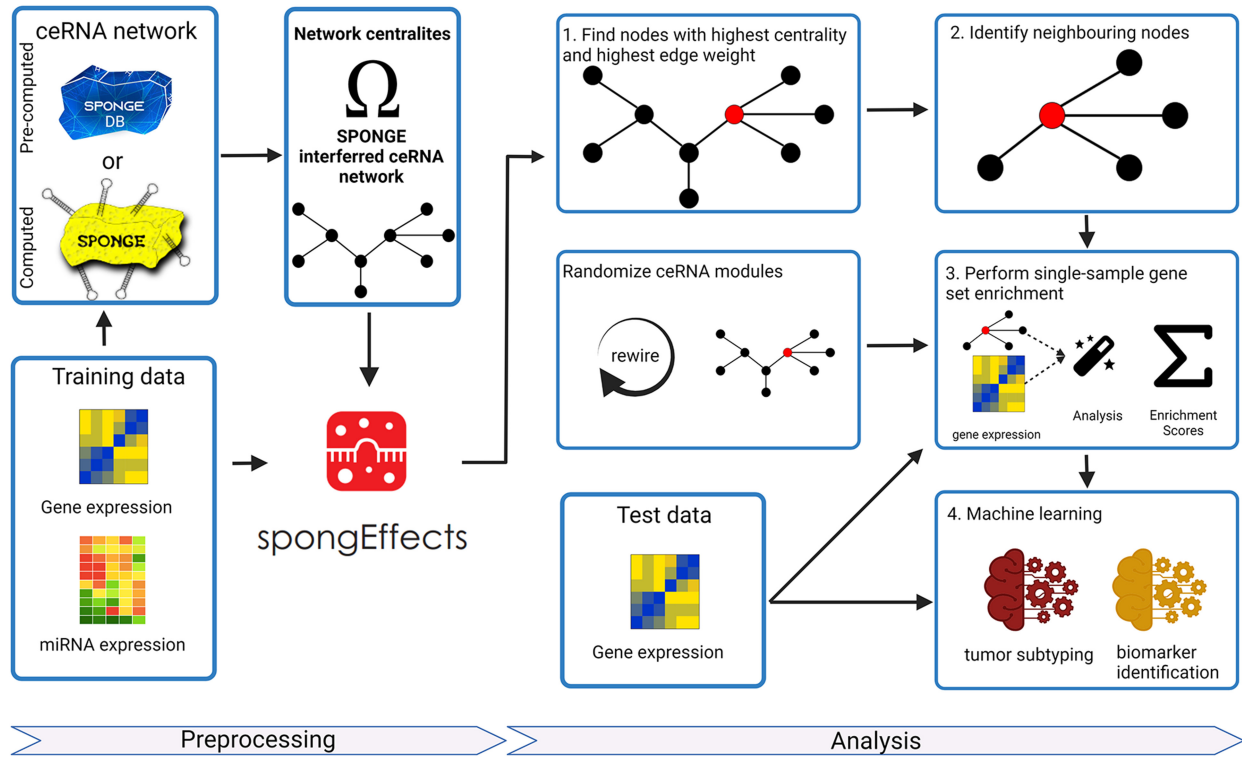 ceRNA network
Pre-computed
SPONGE
DB
or
Computed
SPONGE
Training data
Gene expression
miRNA expression
Network centralites
Ω
SPONGE
interferred ceRNA
network
spongEffects
1. Find nodes with highest centrality
and highest edge weight
2. Identify neighbouring nodes
Randomize ceRNA modules
rewire
3. Perform single-sample gene
set enrichment
gene expression
Analysis
Σ
Enrichment
Scores
Test data
Gene expression
4. Machine learning
tumor subtyping
biomarker
identification
Preprocessing
Analysis